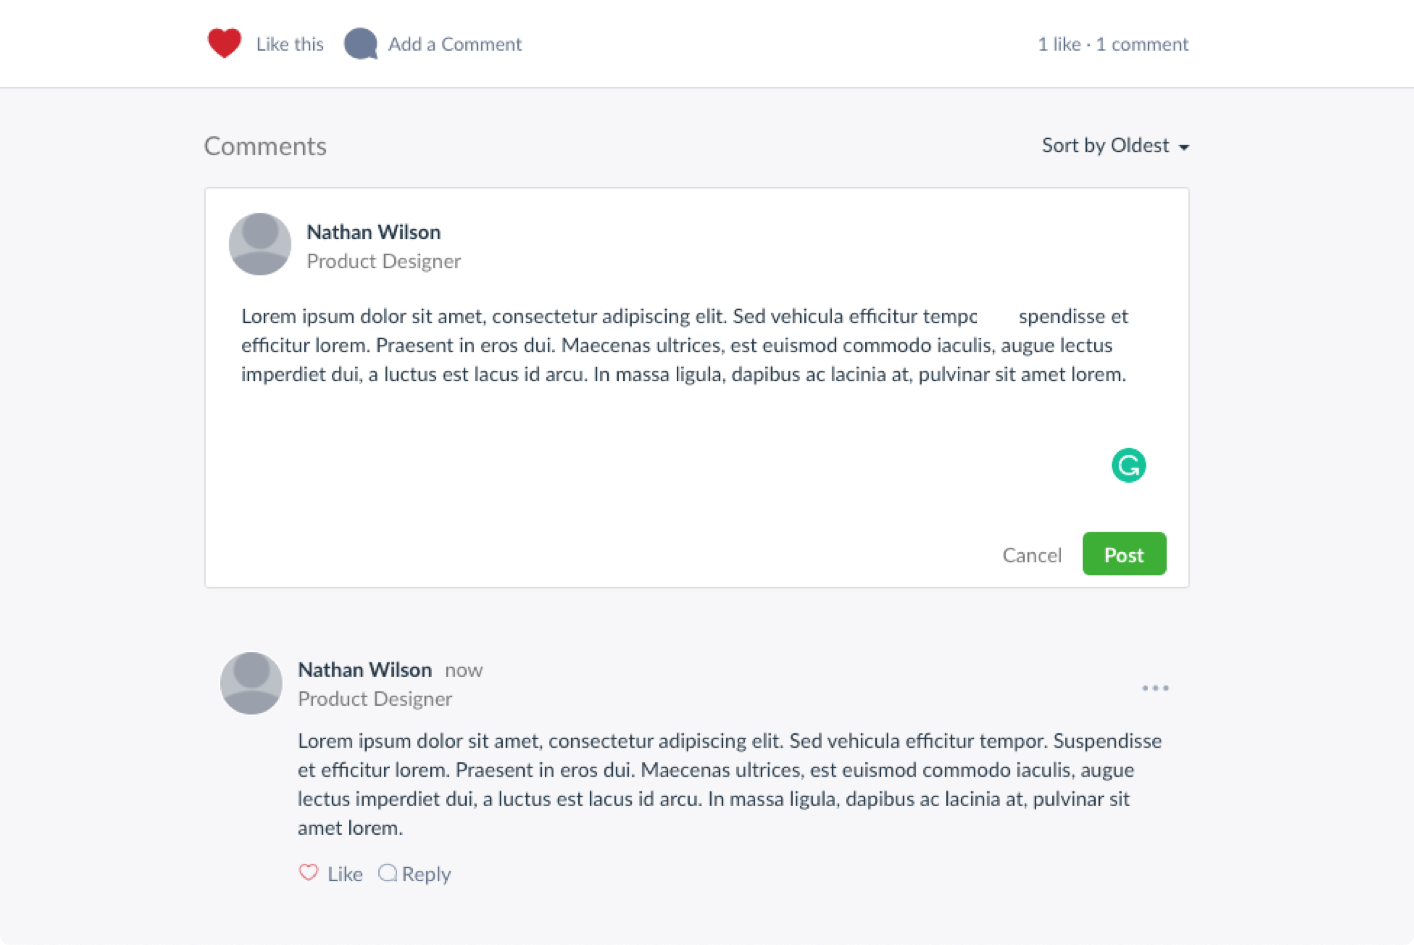 Like this Add a Comment 1 like · 1 comment
Comments Sort by Oldest
Nathan Wilson
Product Designer
Lorem ipsum dolor sit amet, consectetur adipiscing elit. Sed vehicula efficitur tempo spendisse et
efficitur lorem. Praesent in eros dui. Maecenas ultrices, est euismod commodo iaculis, augue lectus
imperdiet dui, a luctus est lacus id arcu. In massa ligula, dapibus ac lacinia at, pulvinar sit amet lorem.
Cancel Post
Nathan Wilson now
Product Designer
Lorem ipsum dolor sit amet, consectetur adipiscing elit. Sed vehicula efficitur tempor. Suspendisse
et efficitur lorem. Praesent in eros dui. Maecenas ultrices, est euismod commodo iaculis, augue
lectus imperdiet dui, a luctus est lacus id arcu. In massa ligula, dapibus ac lacinia at, pulvinar sit
amet lorem.
Like Reply